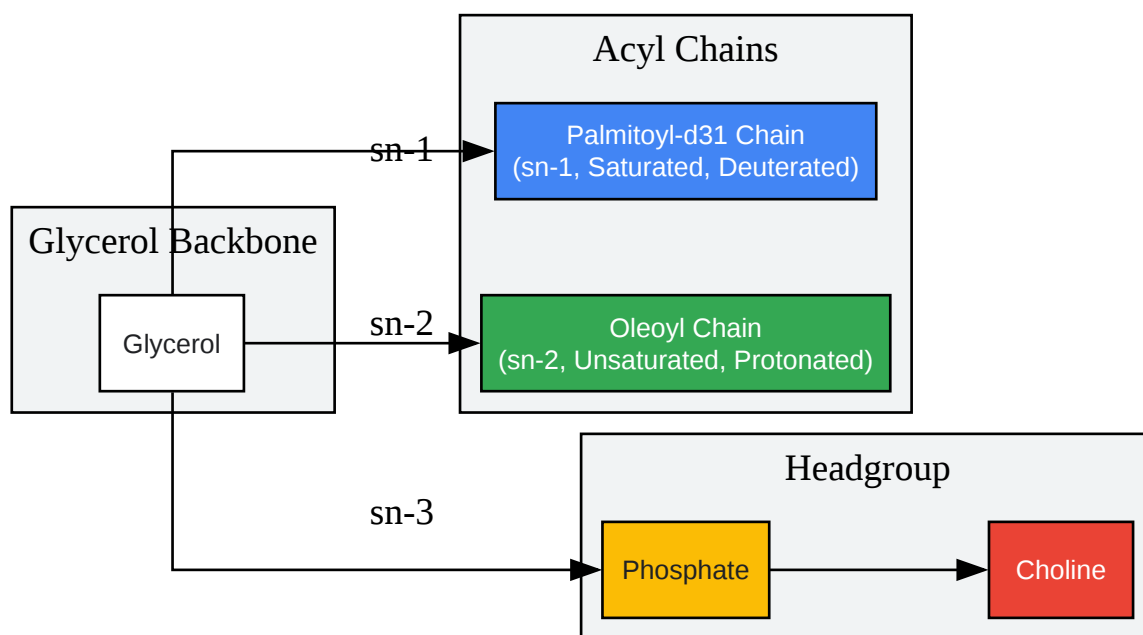 Acyl Chains
Palmitoyl-d31 Chain
(sn-1, Saturated, Deuterated)
sn-1
Glycerol Backbone
Glycerol
sn-2
Oleoyl Chain
(sn-2, Unsaturated, Protonated)
Headgroup
sn-3
Phosphate
Choline